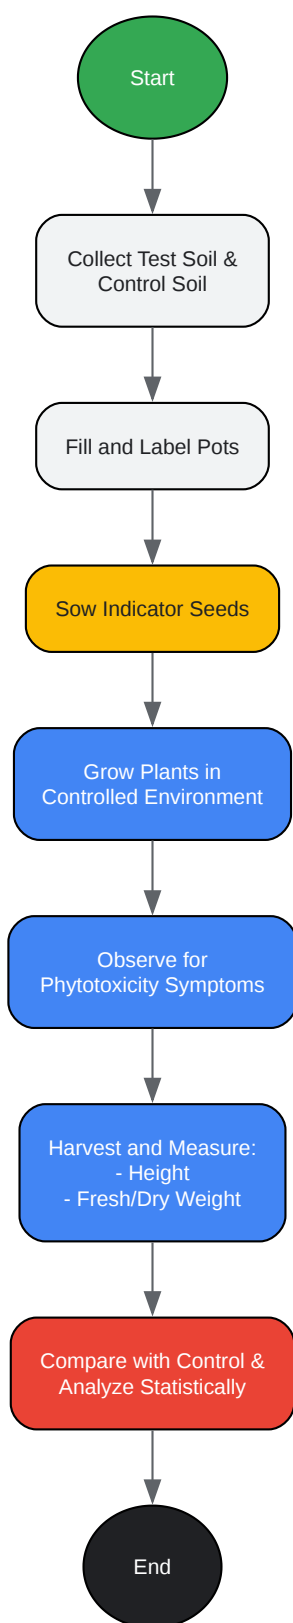 Start
Collect Test Soil &
Control Soil
Fill and Label Pots
Sow Indicator Seeds
Grow Plants in
Controlled Environment
Observe for
Phytotoxicity Symptoms
Harvest and Measure:
- Height
- Fresh/Dry Weight
Compare with Control &
Analyze Statistically
End